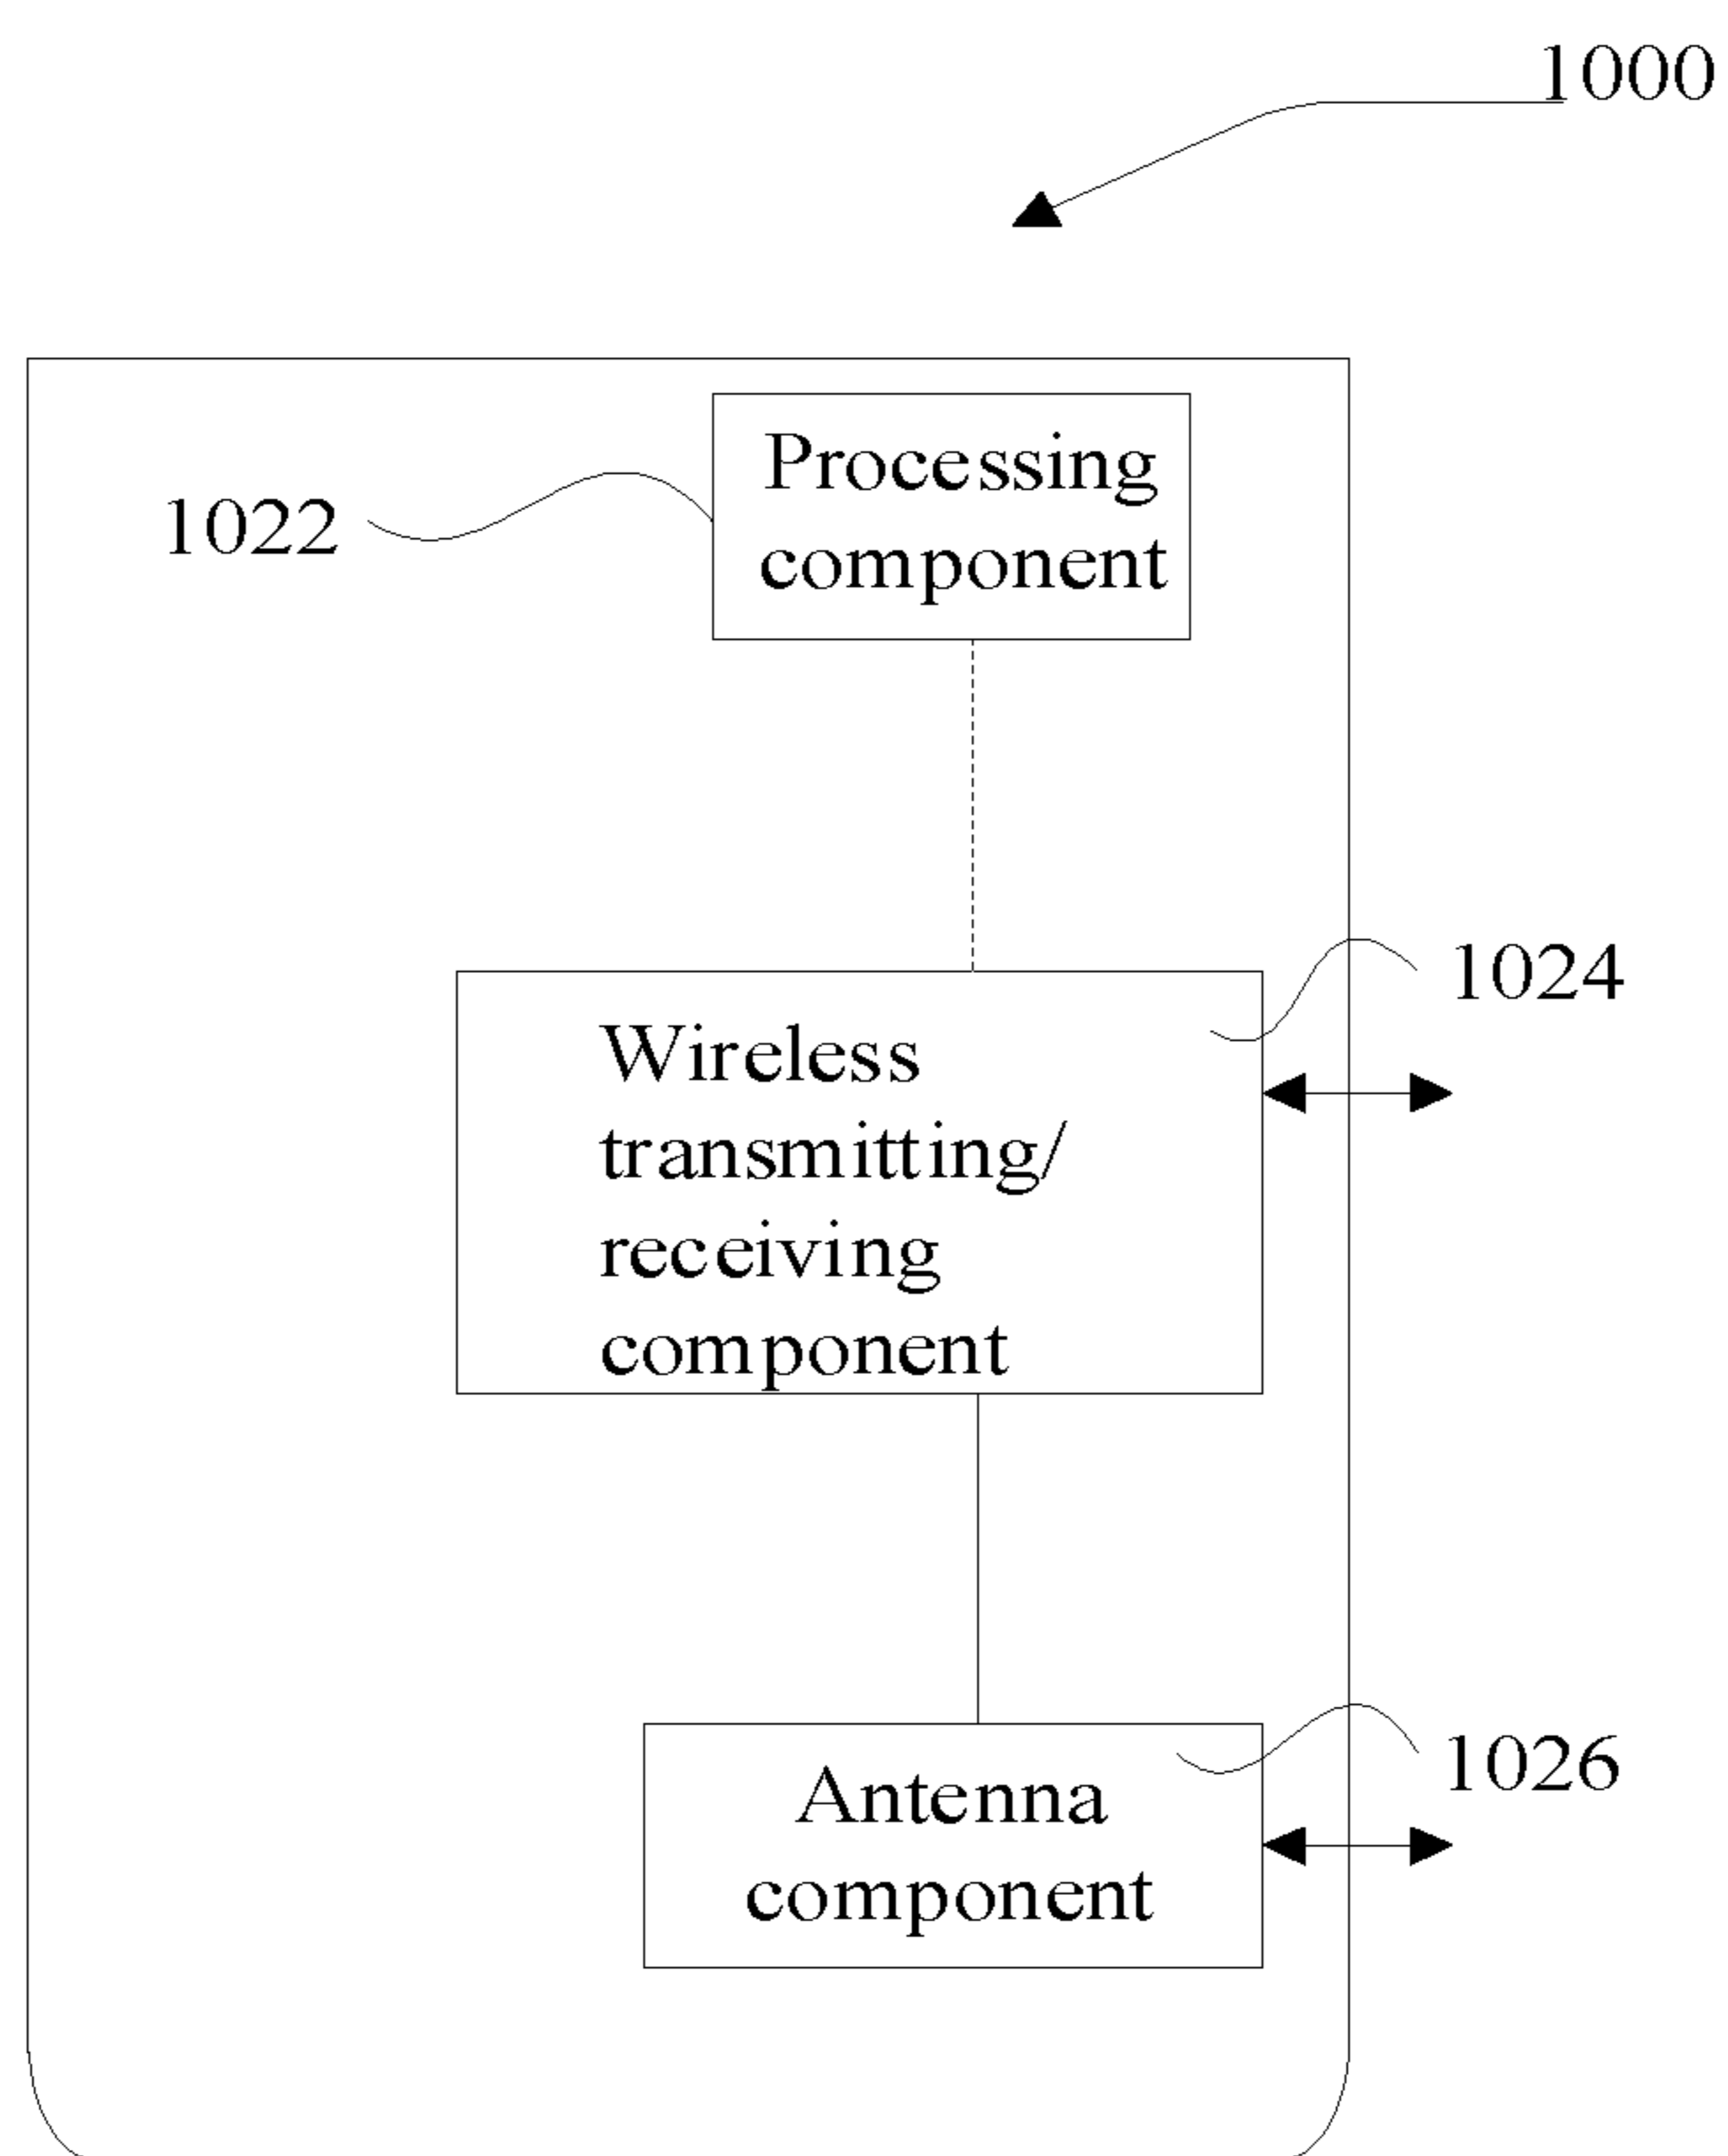 1000
Processing
component
1022
1024
Wireless
transmitting/
receiving
component
1026
Antenna
component